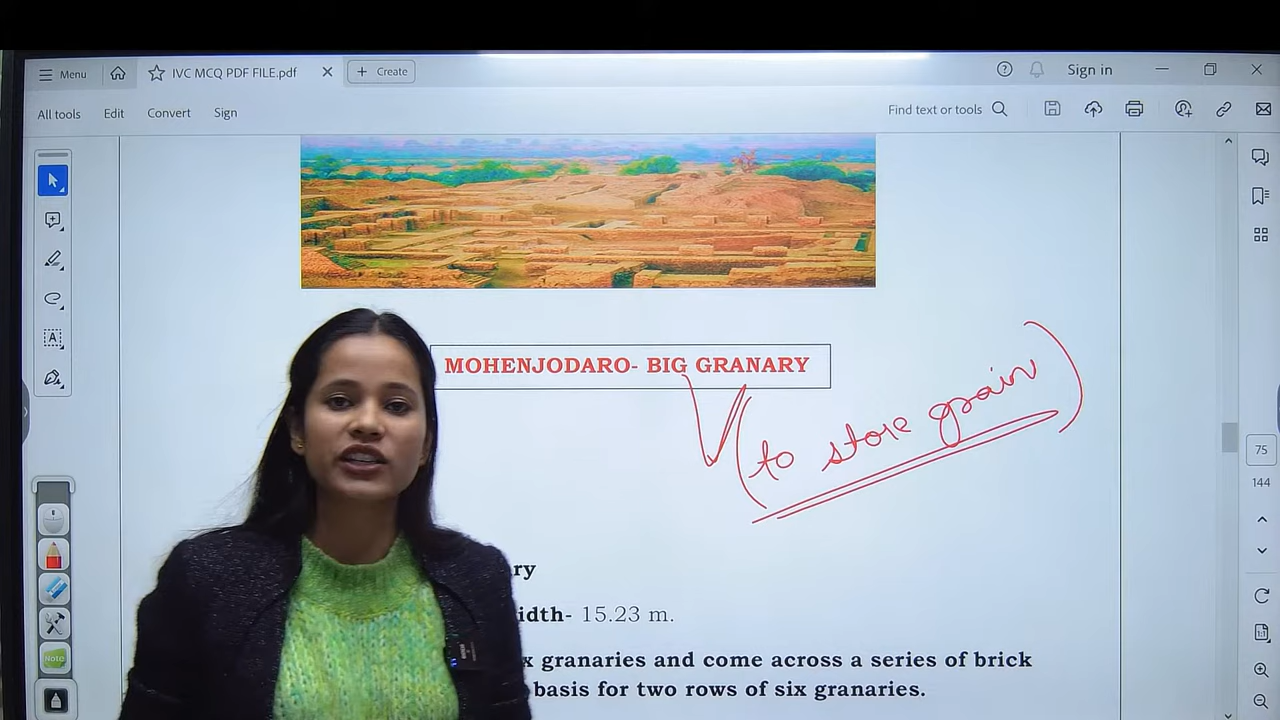 Menu
IVC MCQ PDF FILE.pdf
Create
Sign in
All tools
Edit
Convert
Sign
Find text or tools
MOHENJODARO- BIG GRANARY
(to store grain)
75
144
ry
idth- 15.23 m.
x granaries and come across a series of brick
basis for two rows of six granaries.
Note